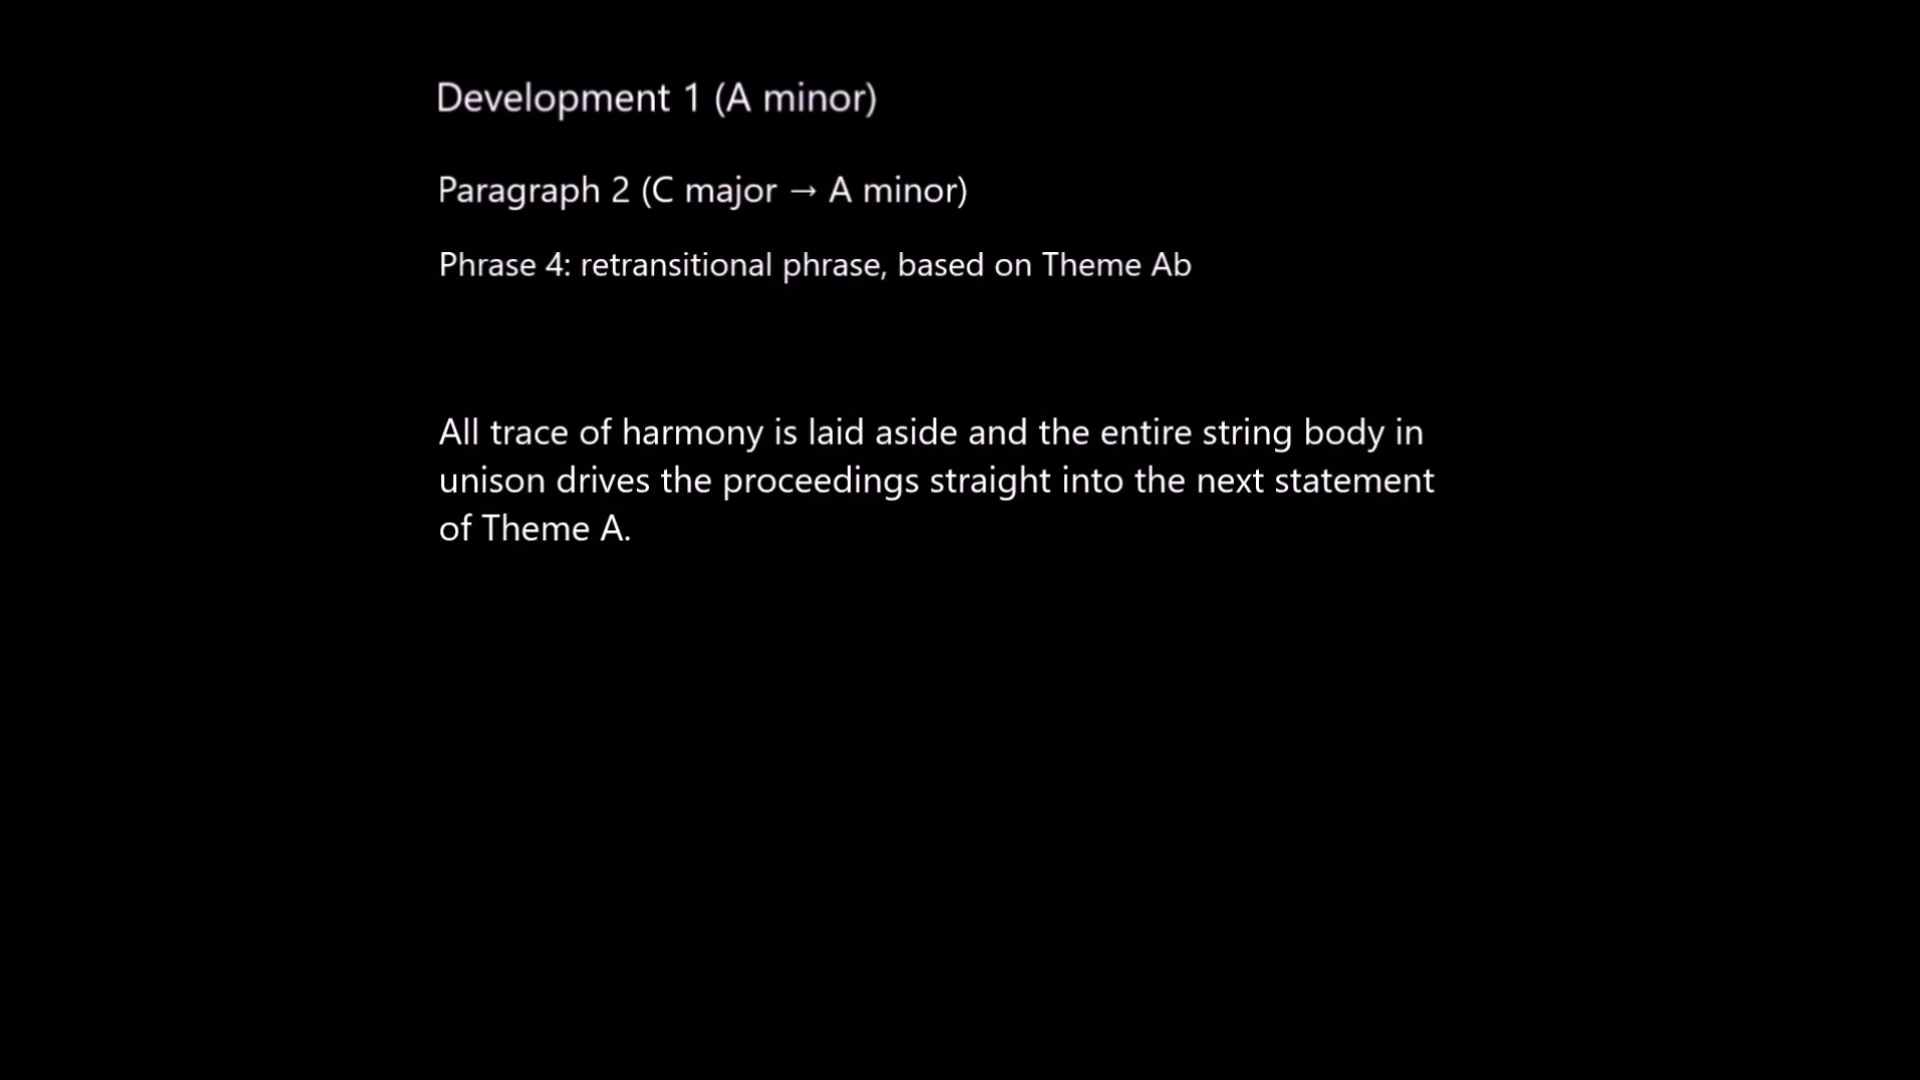 Development 1 (A minor)
Paragraph 2 (C major → A minor)
Phrase 4: retransitional phrase, based on Theme Ab
All trace of harmony is laid aside and the entire string body in
unison drives the proceedings straight into the next statement
of Theme A.